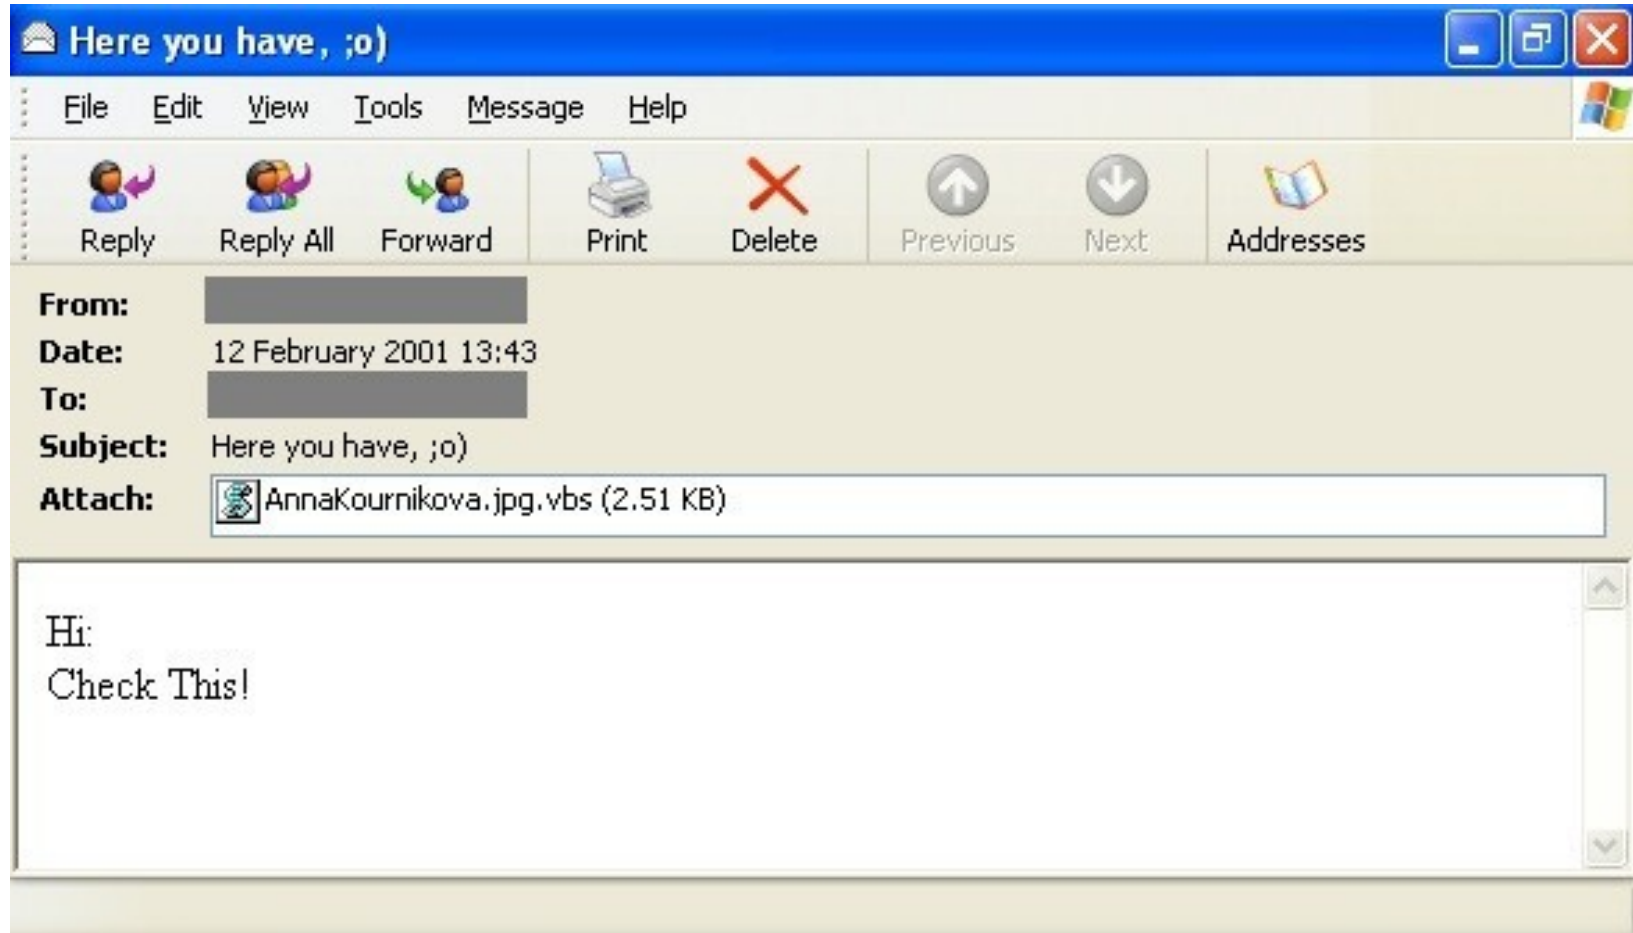 Here you have, ;o)
File Edit View Tools Message Help
Reply Reply All Forward Print Delete Previous Next Addresses
From:
Date: 12 February 2001 13:43
To:
Subject: Here you have, ;o)
Attach: AnnaKournikova.jpg.vbs (2.51 KB)
Hi:
Check This!